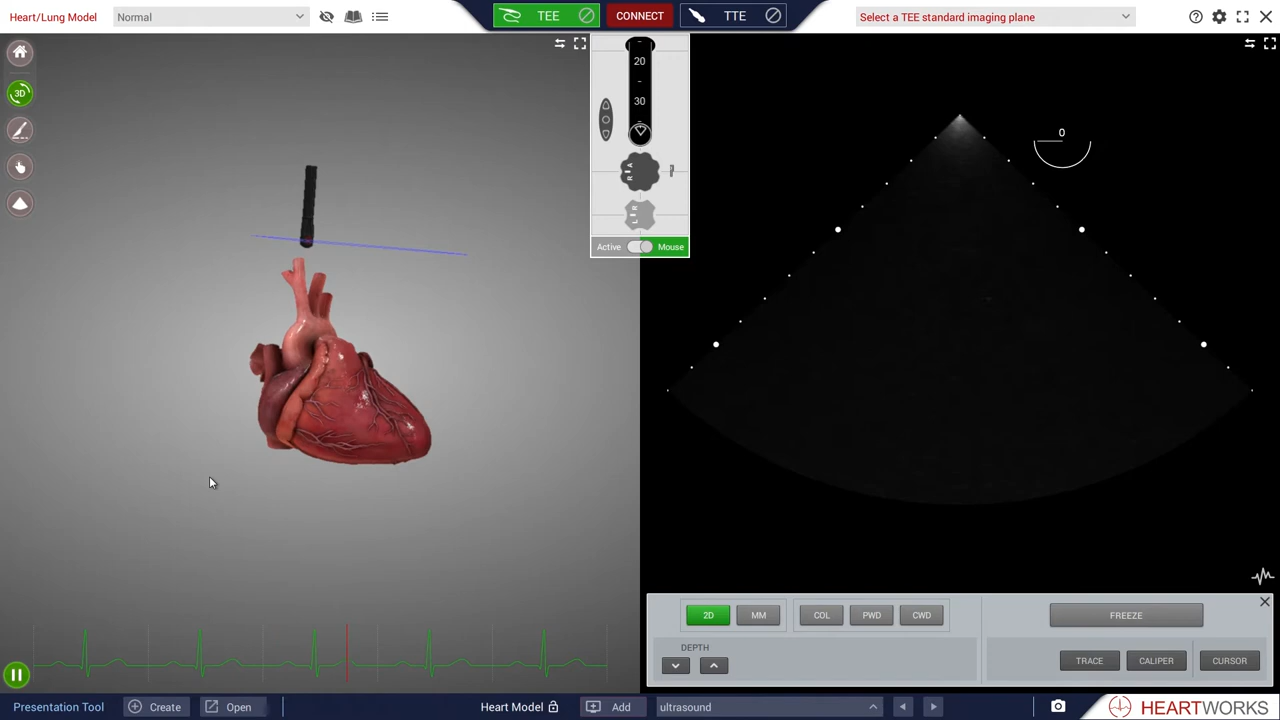 Heart/Lung Model
Normal
TEE
CONNECT
TTE
Select a TEE standard imaging plane
3D
20
30
R
A
L
R
Active
Mouse
0
2D
MM
COL
PWD
CWD
FREEZE
DEPTH
TRACE
CALIPER
CURSOR
Presentation Tool
Create
Open
Heart Model
Add
ultrasound
HEARTWORKS